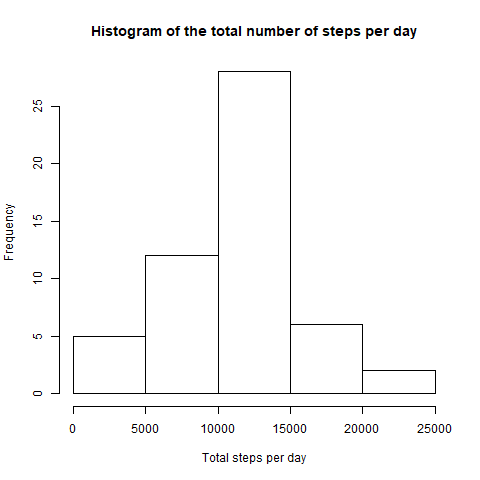 Histogram of the total number of steps per day
Frequency
25
20
15
10
5
0
0 5000 10000 15000 20000 25000
Total steps per day